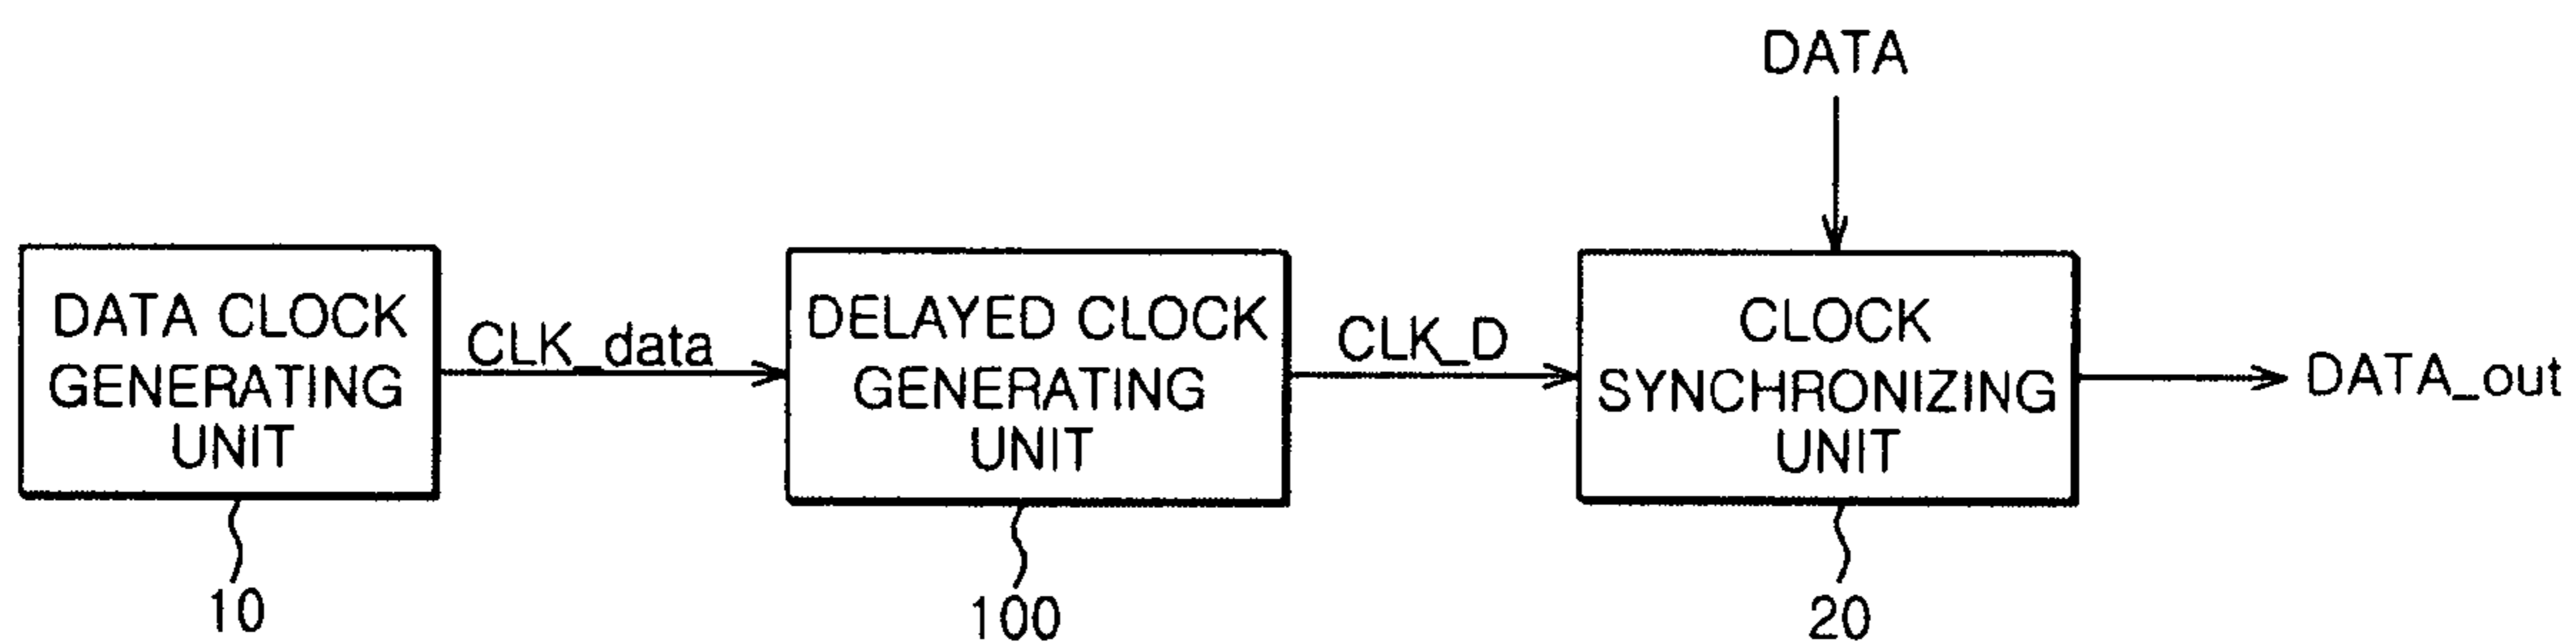 DATA
DATA CLOCK
GENERATING
UNIT
CLK_data
DELAYED CLOCK
GENERATING
UNIT
CLK_D
CLOCK
SYNCHRONIZING
UNIT
DATA_out
10
100
20